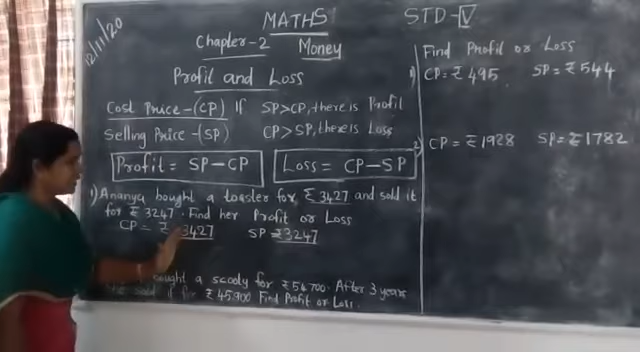 12/11/20
MATHS
STD-V
Chapter-2 Money
Profit and Loss
Cost Price-(CP) If SP>CP, there is Profit
Selling Price-(SP) CP>SP, there is Loss
Profit = SP-CP
Loss = CP-SP
1) Ananya bought a toaster for ₹ 3427 and sold it
for ₹ 3247. Find her Profit or Loss
CP = ₹ 3427 SP = ₹3247
bought a scooty for ₹54700. After 3 years
sold it for ₹45,900 Find Profit or Loss.
Find Profit or Loss
1) CP = ₹495 SP = ₹544
2) CP = ₹1928 SP = ₹1782